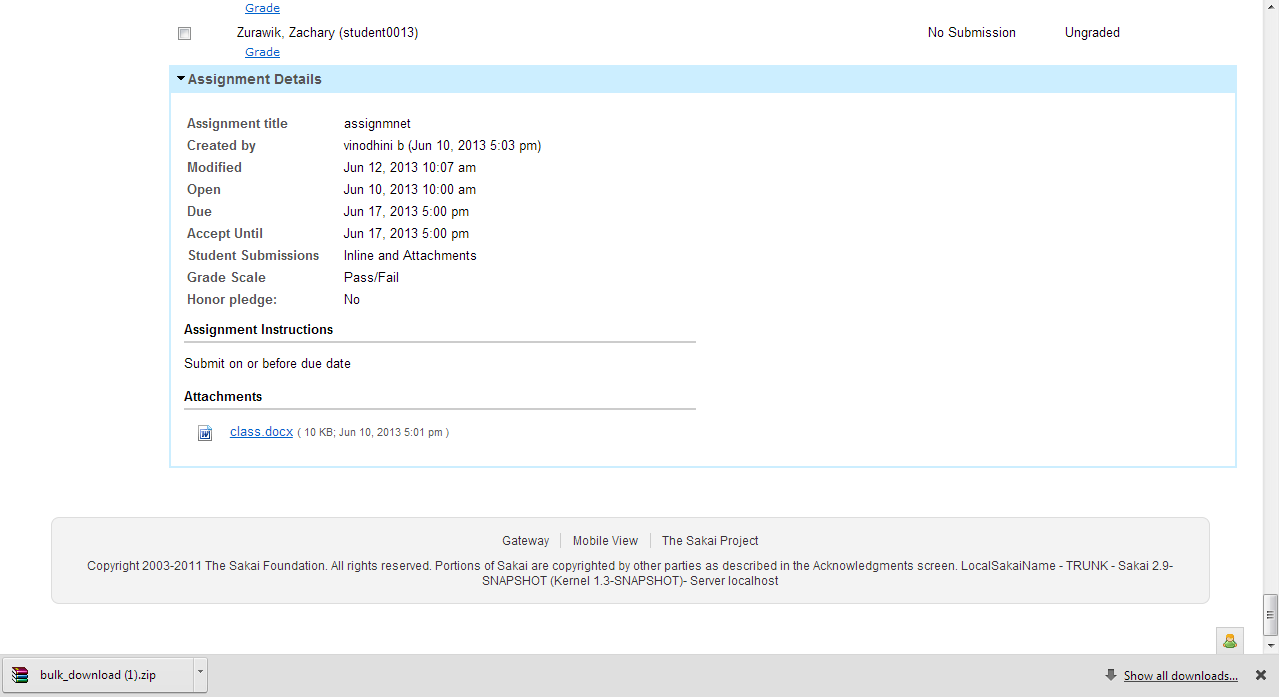 Grade
Zurawik, Zachary (student0013) No Submission Ungraded
Grade
Assignment Details
Assignment title assignmnet
Created by vinodhini b (Jun 10, 2013 5:03 pm)
Modified Jun 12, 2013 10:07 am
Open Jun 10, 2013 10:00 am
Due Jun 17, 2013 5:00 pm
Accept Until Jun 17, 2013 5:00 pm
Student Submissions Inline and Attachments
Grade Scale Pass/Fail
Honor pledge: No
Assignment Instructions
Submit on or before due date
Attachments
class.docx ( 10 KB; Jun 10, 2013 5:01 pm )
Gateway Mobile View The Sakai Project
Copyright 2003-2011 The Sakai Foundation. All rights reserved. Portions of Sakai are copyrighted by other parties as described in the Acknowledgments screen. LocalSakaiName - TRUNK - Sakai 2.9-
SNAPSHOT (Kernel 1.3-SNAPSHOT)- Server localhost
bulk_download (1).zip Show all downloads...